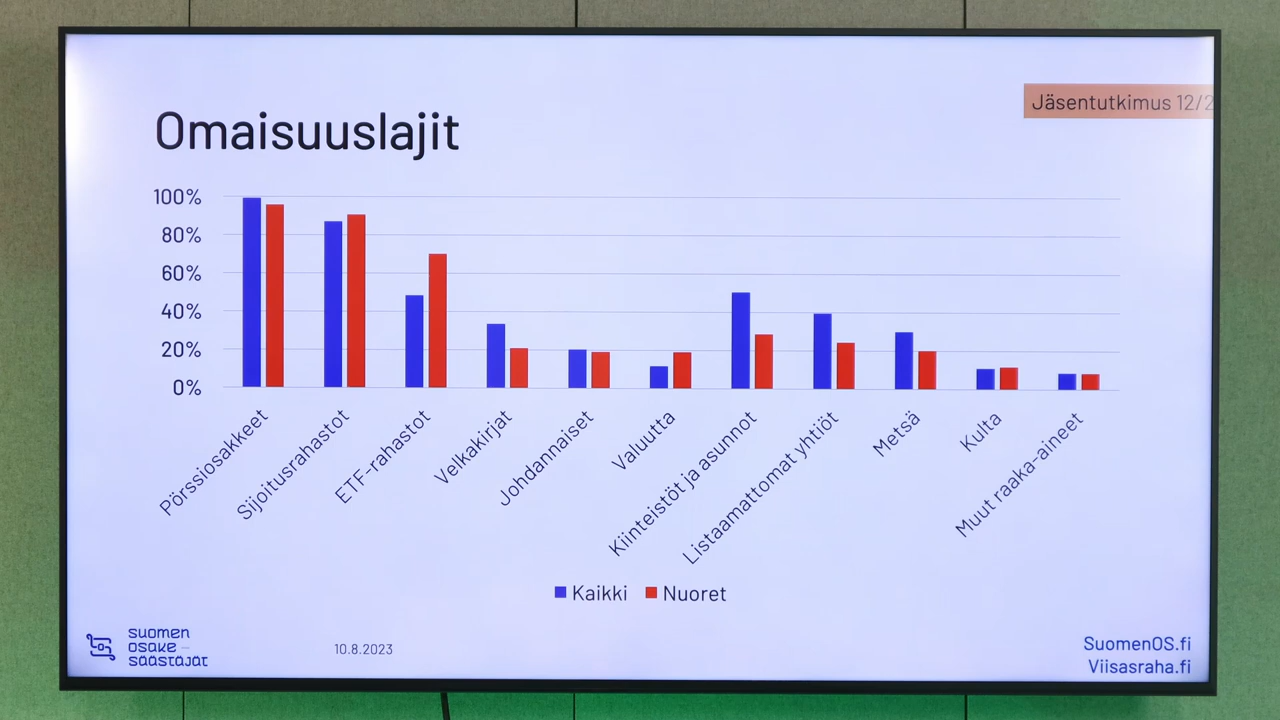 Jäsentutkimus 12/2
Omaisuuslajit
100%
80%
60%
40%
20%
0%
Pörssiosakkeet
Sijoitusrahastot
ETF-rahastot
Velkakirjat
Johdannaiset
Valuutta
Kiinteistöt ja asunnot
Listaamattomat yhtiöt
Metsä
Kulta
Muut raaka-aineet
Kaikki
Nuoret
suomen
osake
säästäjät
10.8.2023
SuomenOS.fi
Viisasraha.fi